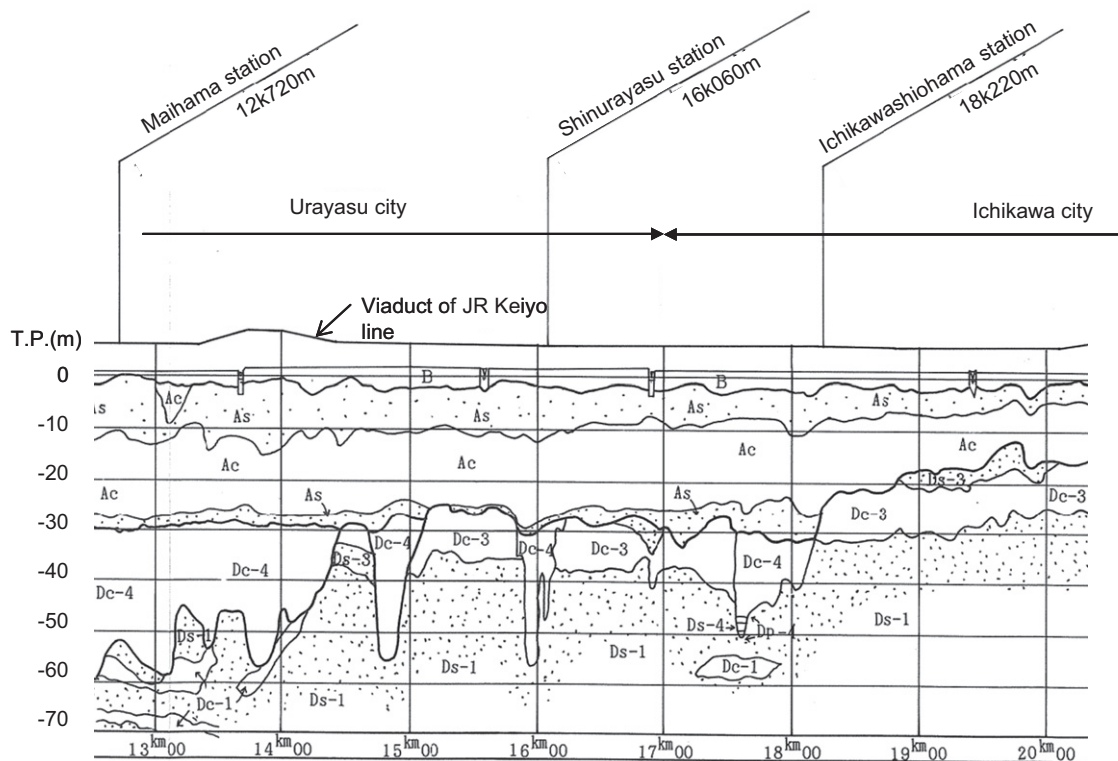 Maihama station
12k720m
Shinurayasu station
16k060m
Ichikawashiohama station
18k220m
Urayasu city
Ichikawa city
Viaduct of JR Keiyo
line
T.P.(m)
0
B
B
Ac
As
As
As
As
As
-10
Ac
Ac
Ac
Ac
-20
Ac
As
As
Ds-3
Dc-3
-30
Dc-4
Dc-3
Dc-4
Dc-3
Dc-3
Ds-3
-40
Dc-4
Dc-4
Dc-4
-50
Ds-1
Ds-4
Dp-4
Ds-1
Ds-1
Ds-1
Dc-1
-60
Dc-1
Ds-1
-70
13km00
14km00
15km00
16km00
17km00
18km00
19km00
20km00